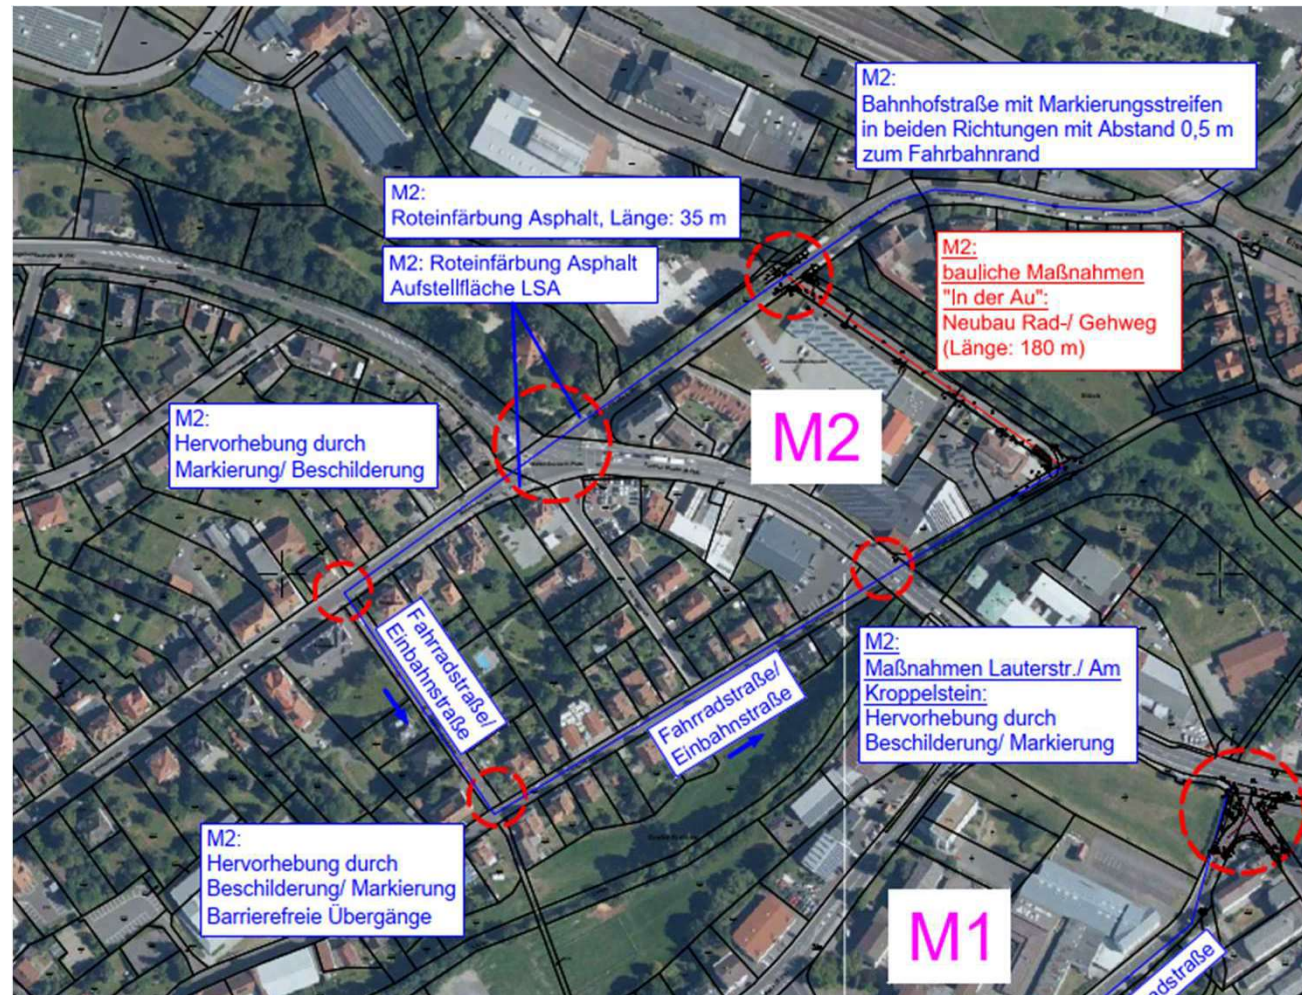 M2:
Bahnhofstraße mit Markierungsstreifen
in beiden Richtungen mit Abstand 0,5 m
zum Fahrbahnrand
M2:
Roteinfärbung Asphalt, Länge: 35 m
M2: Roteinfärbung Asphalt
Aufstellfläche LSA
M2:
bauliche Maßnahmen
"In der Au":
Neubau Rad-/ Gehweg
(Länge: 180 m)
M2:
Hervorhebung durch
Markierung/ Beschilderung
M2
Fahrradstraße/
Einbahnstraße
Fahrradstraße/
Einbahnstraße
M2:
Maßnahmen Lauterstr./ Am
Kroppelstein:
Hervorhebung durch
Beschilderung/ Markierung
M2:
Hervorhebung durch
Beschilderung/ Markierung
Barrierefreie Übergänge
M1
adstraße